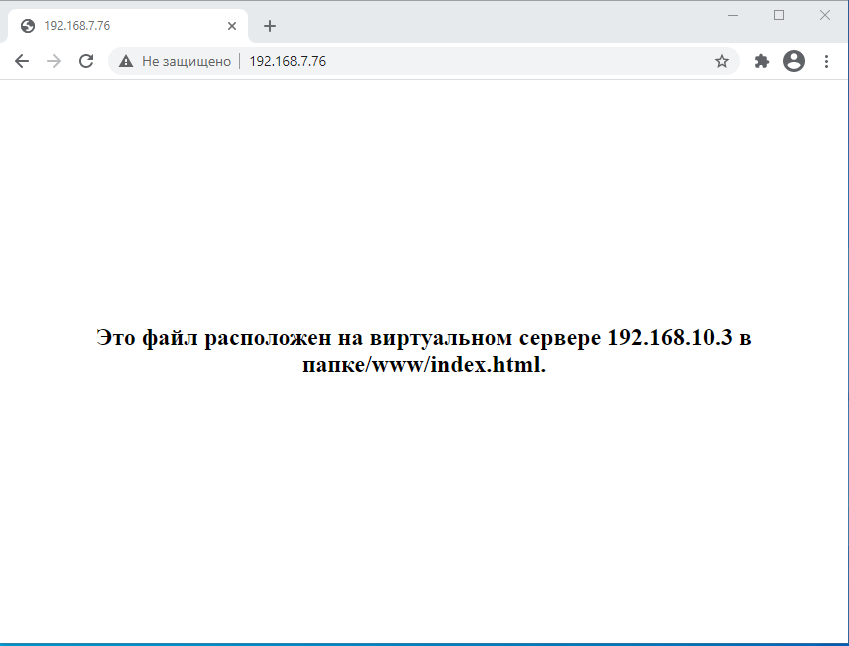 192.168.7.76
Не защищено 192.168.7.76
Это файл расположен на виртуальном сервере 192.168.10.3 в
папке/www/index.html.